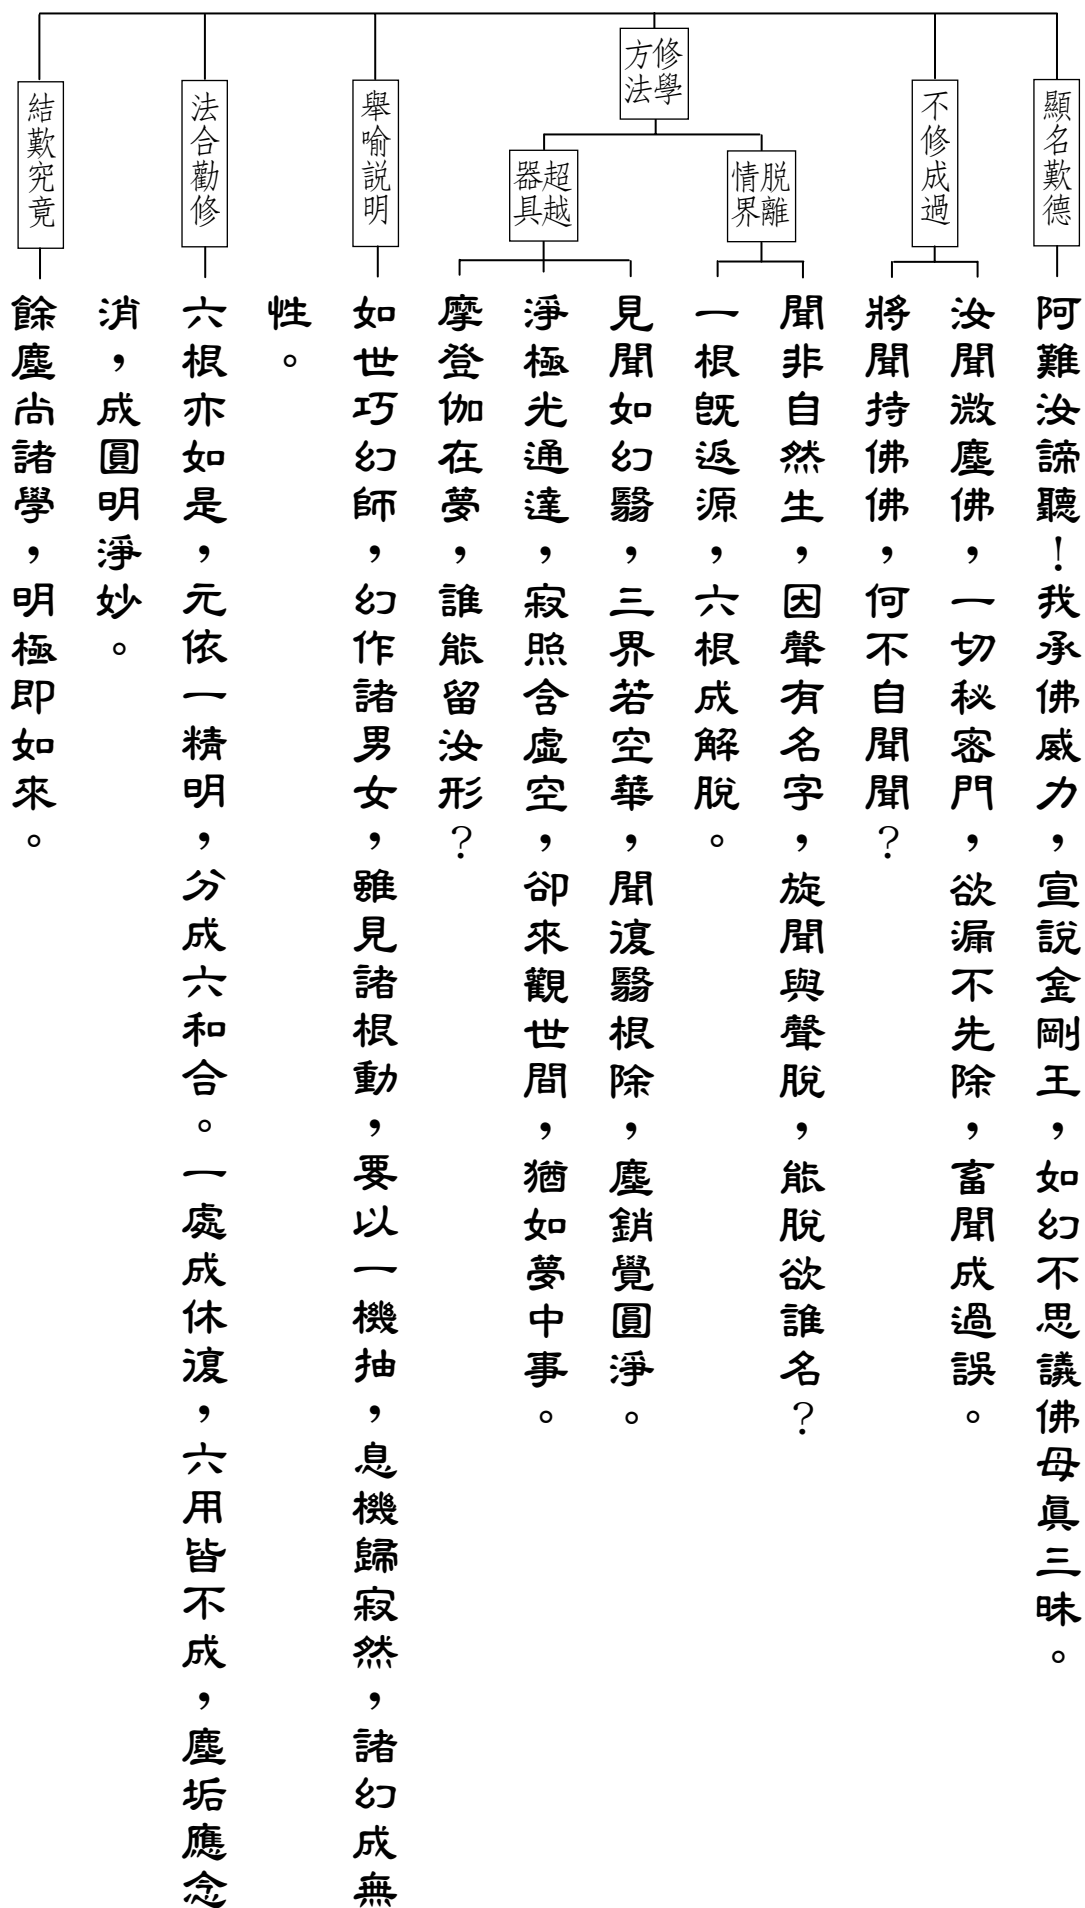 顯名歎德
阿難汝諦聽！我承佛威力，宣說金剛王，如幻不思議佛母眞三昧。
不修成過
汝聞微塵佛，一切秘密門，欲漏不先除，畜聞成過誤。
將聞持佛佛，何不自聞聞？
修學方法
脫離情界
聞非自然生，因聲有名字，旋聞與聲脫，能脫欲誰名？
一根既返源，六根成解脫。
超越器具
見聞如幻翳，三界若空華，聞復翳根除，塵銷覺圓淨。
淨極光通達，寂照含虛空，卻來觀世間，猶如夢中事。
摩登伽在夢，誰能留汝形？
舉喻説明
如世巧幻師，幻作諸男女，雖見諸根動，要以一機抽，息機歸寂然，諸幻成無
性。
法合勸修
六根亦如是，元依一精明，分成六和合。一處成休復，六用皆不成，塵垢應念
消，成圓明淨妙。
結歎究竟
餘塵尚諸學，明極即如來。